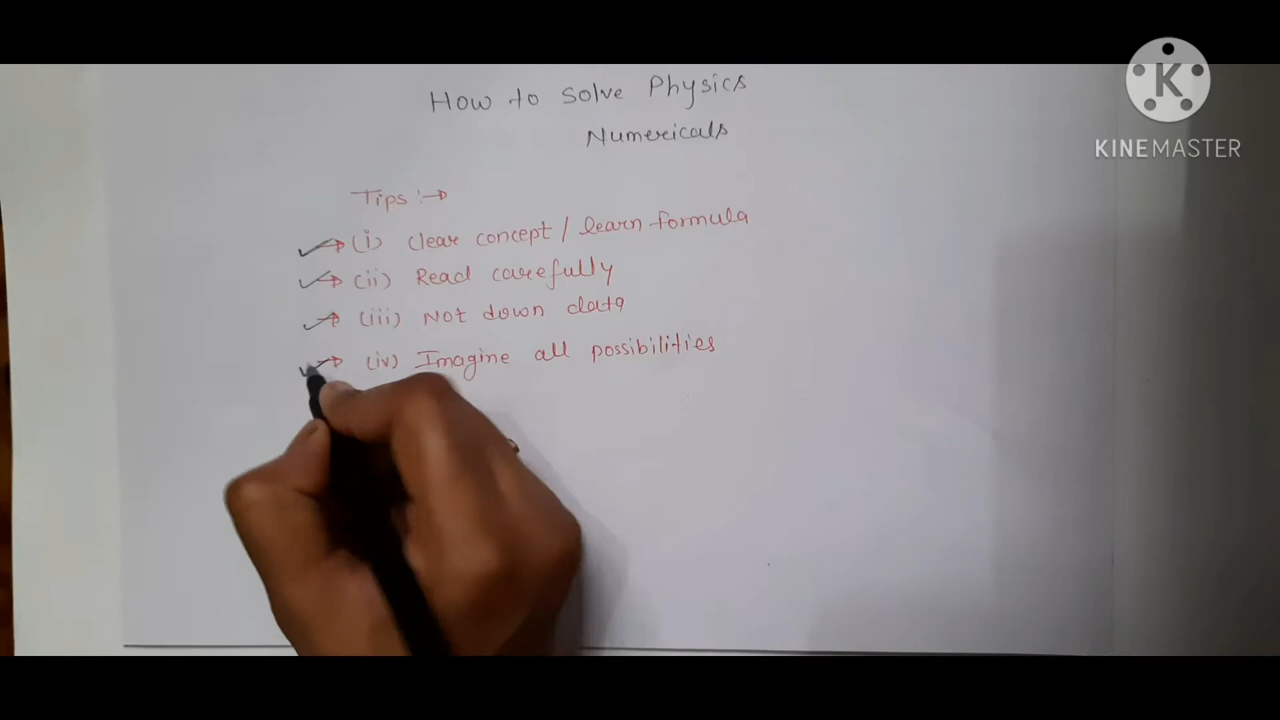 How to solve Physics
Numericals
Tips :→
→ (i) clear concept / learn formula
→ (ii) Read carefully
→ (iii) Not down data
→ (iv) Imagine all possibilities
K
KINEMASTER